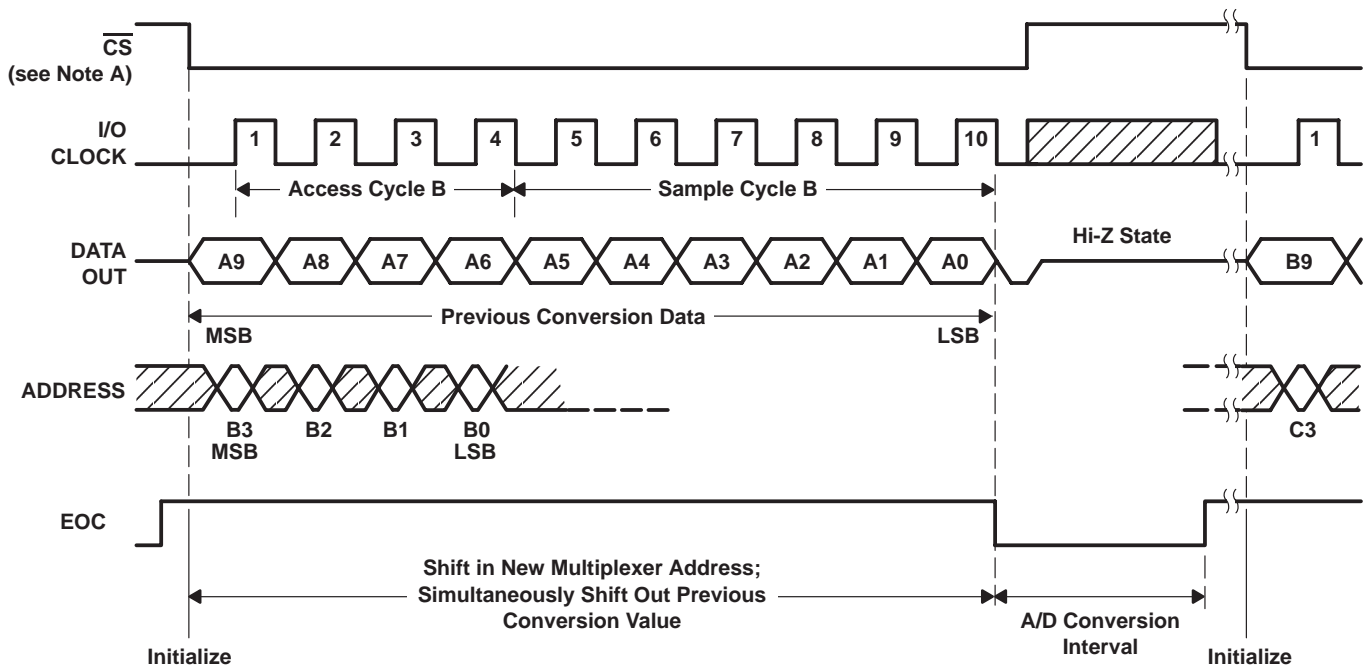 CS
(see Note A)
I/O
CLOCK
1 2 3 4 5 6 7 8 9 10 1
Access Cycle B Sample Cycle B
DATA
OUT
A9 A8 A7 A6 A5 A4 A3 A2 A1 A0 Hi-Z State B9
Previous Conversion Data
MSB LSB
ADDRESS
B3 B2 B1 B0 C3
MSB LSB
EOC
Shift in New Multiplexer Address;
Simultaneously Shift Out Previous
Conversion Value
A/D Conversion
Interval
Initialize Initialize